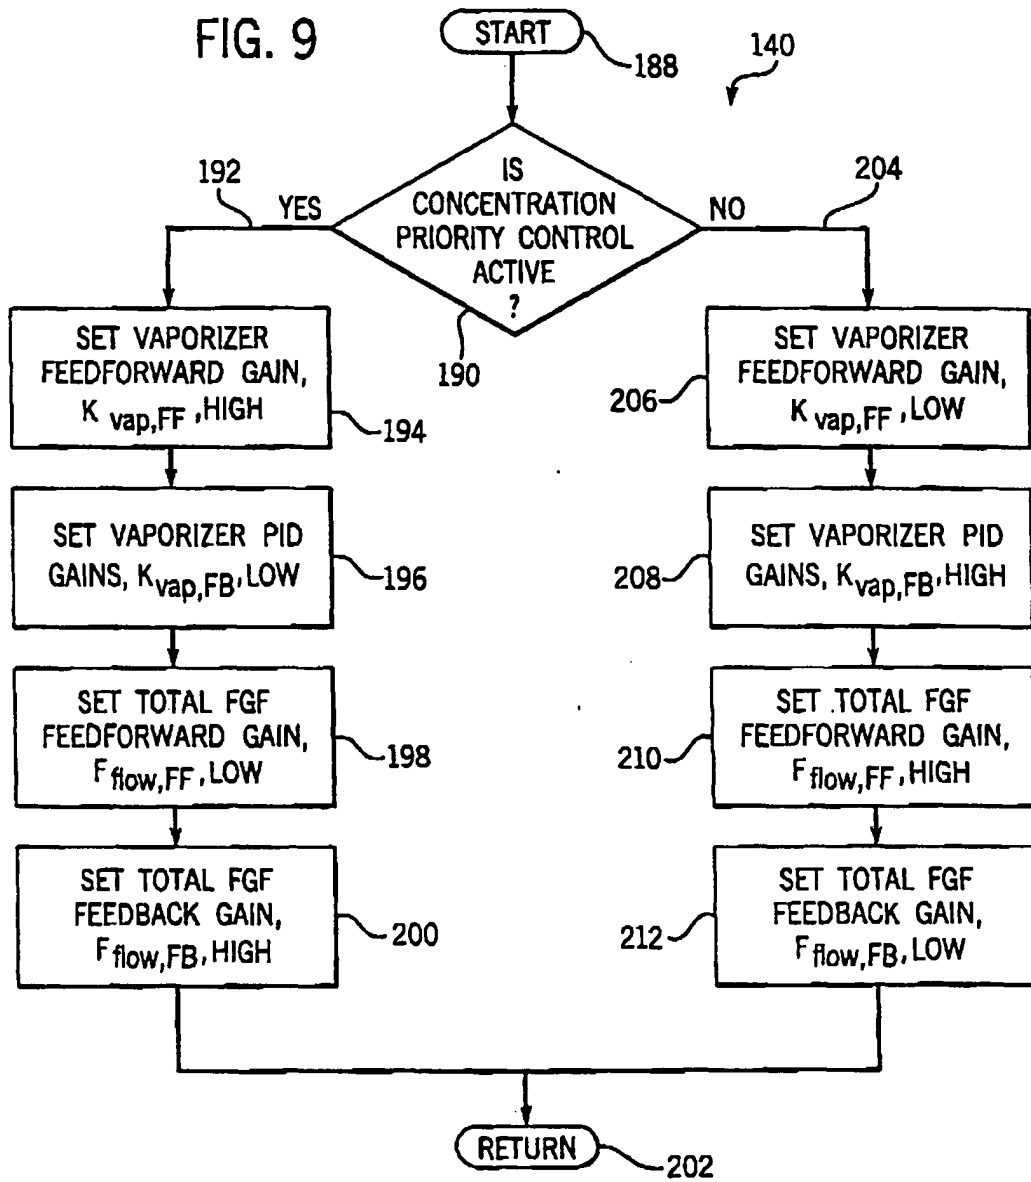 FIG. 9
START
188
140
IS
CONCENTRATION
PRIORITY CONTROL
ACTIVE
?
190
192
YES
NO
204
SET VAPORIZER
FEEDFORWARD GAIN,
K vap,FF ,HIGH
194
SET VAPORIZER PID
GAINS, K vap,FB, LOW
196
SET TOTAL FGF
FEEDFORWARD GAIN,
F flow,FF, LOW
198
SET TOTAL FGF
FEEDBACK GAIN,
F flow,FB, HIGH
200
SET VAPORIZER
FEEDFORWARD GAIN,
K vap,FF, LOW
206
SET VAPORIZER PID
GAINS, K vap,FB, HIGH
208
SET TOTAL FGF
FEEDFORWARD GAIN,
F flow,FF, HIGH
210
SET TOTAL FGF
FEEDBACK GAIN,
F flow,FB, LOW
212
RETURN
202